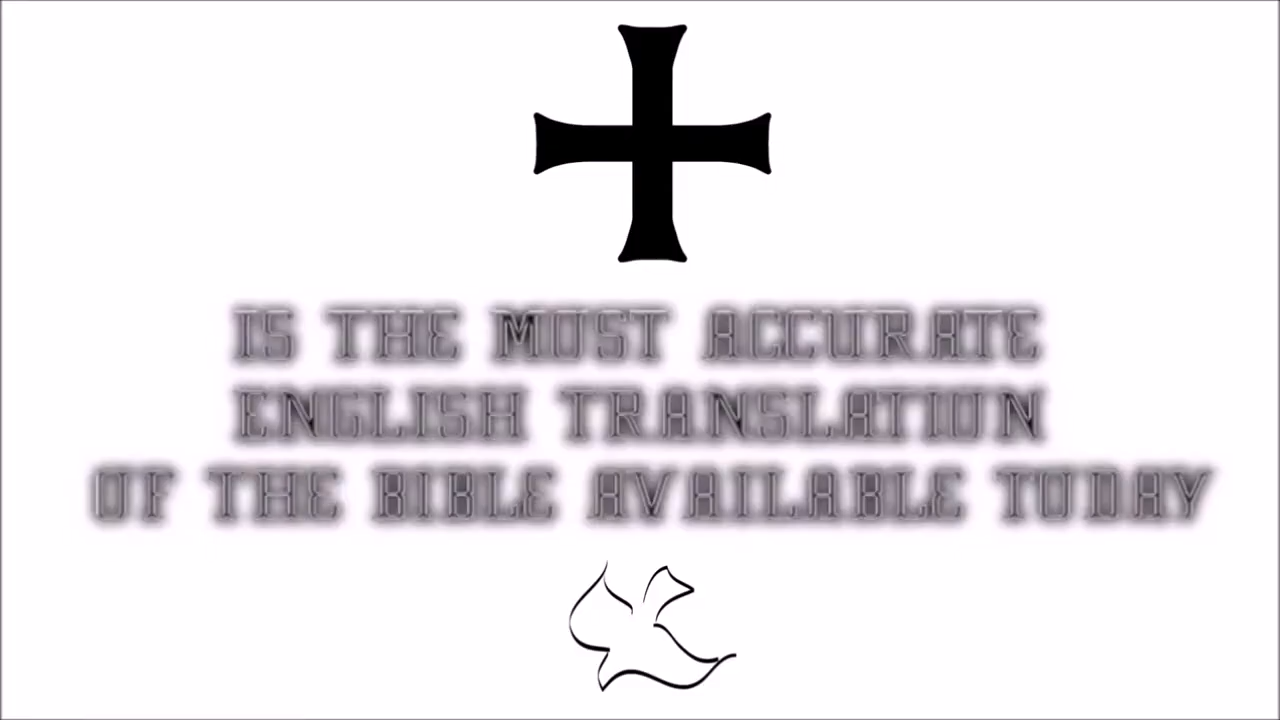 IS THE MOST ACCURATE
ENGLISH TRANSLATION
OF THE BIBLE AVAILABLE TODAY